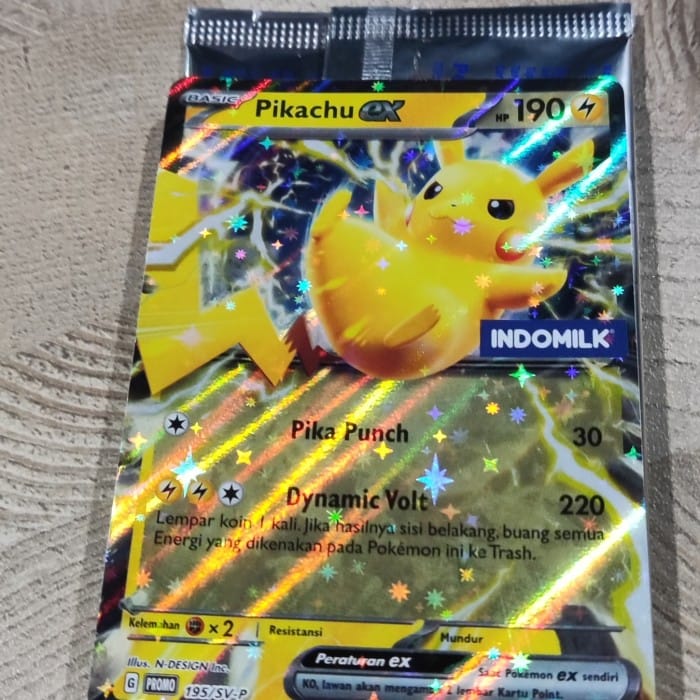 BASIC Pikachu ex HP 190
INDOMILK
Pika Punch 30
Dynamic Volt 220
Lempar koin 1 kali. Jika hasilnya sisi belakang, buang semua
Energi yang dikenakan pada Pokémon ini ke Trash.
Kelemahan × 2 Resistansi Mundur
Illus. N-DESIGN Inc.
Peraturan ex
Saat Pokémon ex sendiri
G PROMO 195/SV-P
KO, lawan akan mengambil 2 lembar Kartu Point.